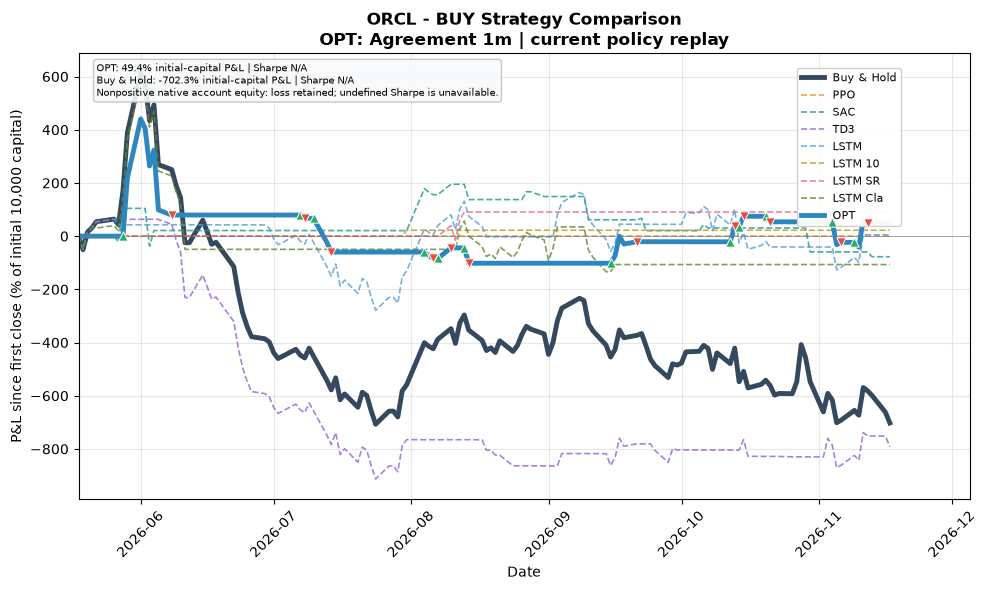 ORCL - BUY Strategy Comparison
OPT: Agreement 1m | current policy replay
OPT: 49.4% initial-capital P&L | Sharpe N/A
Buy & Hold: -702.3% initial-capital P&L | Sharpe N/A
Nonpositive native account equity: loss retained; undefined Sharpe is unavailable.
Buy & Hold
PPO
SAC
TD3
LSTM
LSTM 10
LSTM SR
LSTM Cla
OPT
P&L since first close (% of initial 10,000 capital)
600
400
200
0
−200
−400
−600
−800
2026-06
2026-07
2026-08
2026-09
2026-10
2026-11
2026-12
Date